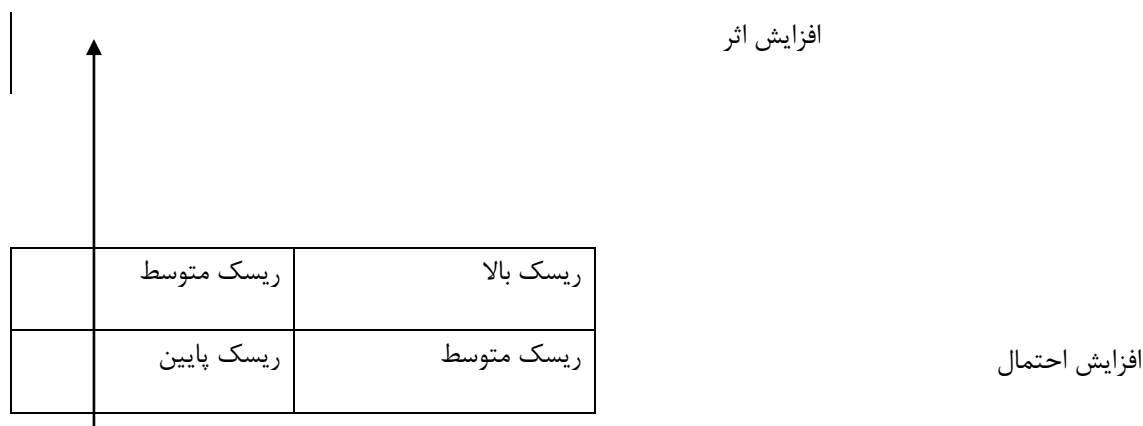 افزایش اثر
ریسک بالا
ریسک متوسط
افزایش احتمال
ریسک متوسط
ریسک پایین